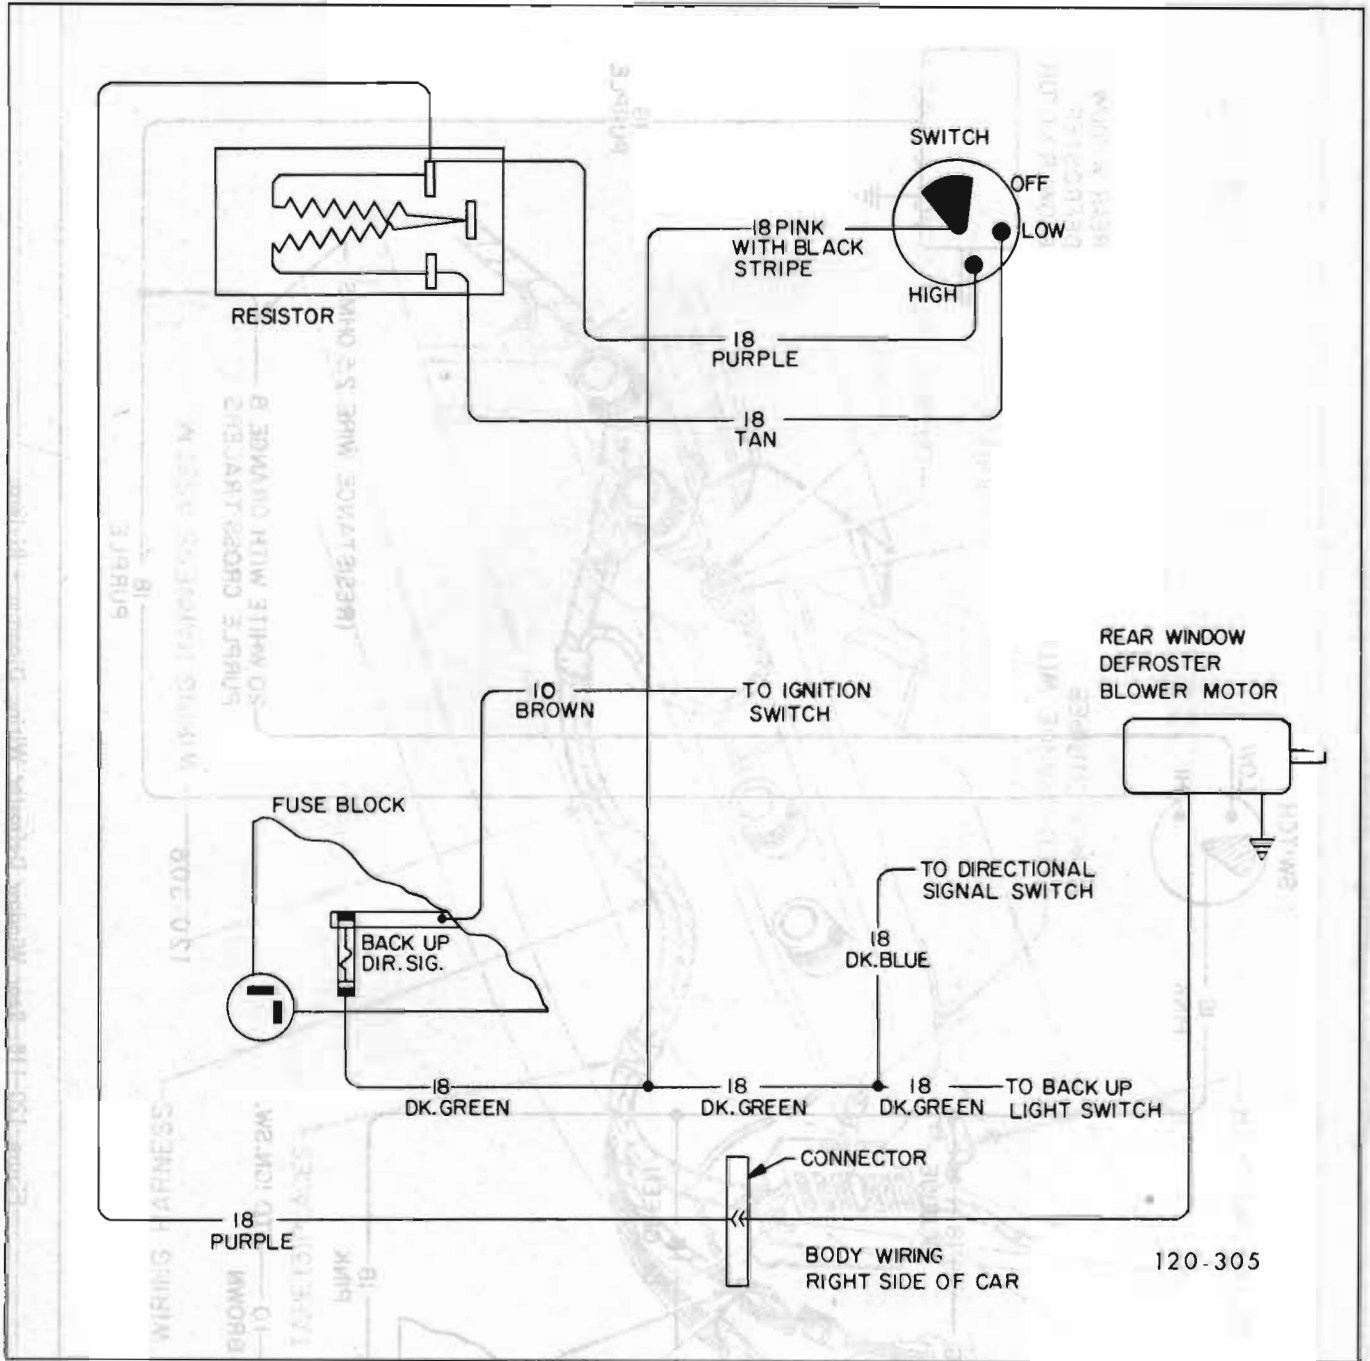 SWITCH
OFF
LOW
HIGH
18 PINK
WITH BLACK
STRIPE
RESISTOR
18
PURPLE
18
TAN
REAR WINDOW
DEFROSTER
BLOWER MOTOR
10
BROWN
TO IGNITION
SWITCH
FUSE BLOCK
TO DIRECTIONAL
SIGNAL SWITCH
BACK UP
DIR. SIG.
18
DK. BLUE
18
DK. GREEN
18
DK. GREEN
18
DK. GREEN
TO BACK UP
LIGHT SWITCH
CONNECTOR
18
PURPLE
BODY WIRING
RIGHT SIDE OF CAR
120-305